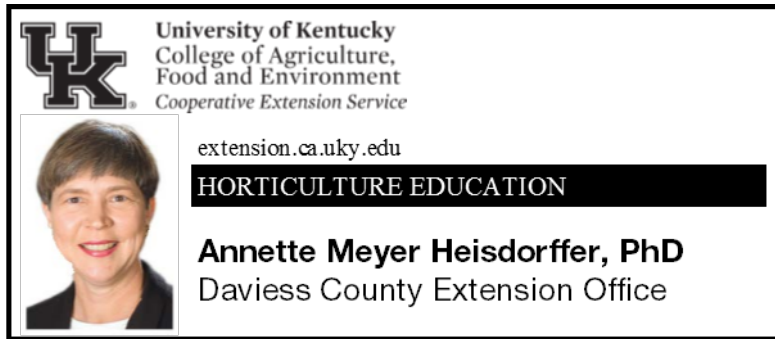 UK
University of Kentucky
College of Agriculture,
Food and Environment
Cooperative Extension Service
extension.ca.uky.edu
HORTICULTURE EDUCATION
Annette Meyer Heisdorffer, PhD
Daviess County Extension Office